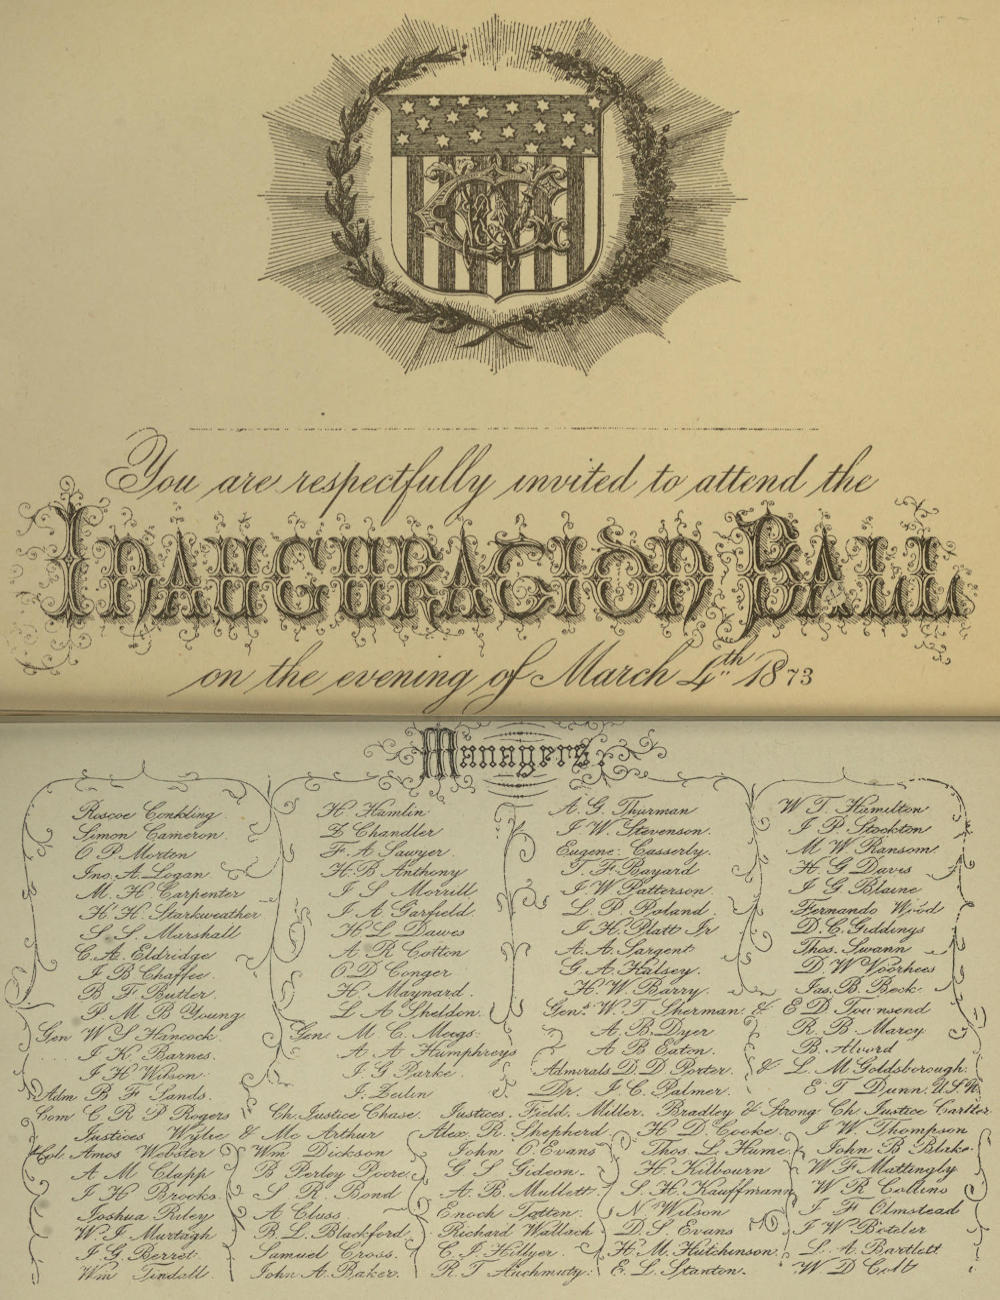 You are respectfully invited to attend the
INAUGURATION BALL
on the evening of March 4th 1873
Managers
Roscoe Conkling
Simon Cameron
O P Morton
Jno. A. Logan
M. H Carpenter
H. H. Starkweather
S. S. Marshall
C. A. Eldridge
J B Chaffee
B F Butler
P M B Young
Gen W S Hancock
J. K. Barnes.
J H Wilson
Adm B F Sands.
H Hamlin
Z Chandler
F. A Sawyer.
H. B Anthony
J S Morrill
J A Garfield.
H L Dawes
A R Cotton
O D Conger
H. Maynard.
L A Sheldon
Gen M. C. Meegs
A A Humphreys
J G Parke.
J. Zeilin
A. G. Thurman
J W. Stevenson.
Eugene Casserly.
T. F. Bayard
J W Patterson.
L. P. Poland.
J H. Platt Jr
A. A. Sargent
G. A. Halsey.
H. W. Barry.
Gens. W. T Sherman &
A. B. Dyer
A B Eaton.
Admirals D. D. Porter. &
Dr. J. C. Palmer.
W T. Hamilton
J P. Stockton
M W Ransom.
H. G Davis
J G Blaine
Fernando Wood
D. C. Giddings
Thos. Swann
D. W Voorhees
Jas. B. Beck.
E D Townsend
R. B Marcy
B. Alvord
L. M Goldsborough.
E T Dunn. U.S.N.
Com C R P Rogers Ch. Justice Chase. Justices. Field. Miller. Bradley & Strong. Ch Justice Cartter
Justices Wylie & Mc Arthur Alex. R. Shepherd H D. Cooke. J W Thompson
Col. Amos Webster
A M Clapp
J H Brooks
Joshua Riley
W. J Murtagh
J G. Berret.
Wm Tindall.
Wm Dickson
B Perley Poore.
S R. Bond
A Cluss.
B. L. Blackford.
Samuel Cross.
John A. Baker.
John O Evans
G S Gideon.
A. B. Mullett.
Enoch Totten.
Richard Wallach
C. J. Hillyer.
R. T Auchmuty.
Thos. L. Hume
H. Kilbourn
S. H. Kauffmann
N. Wilson
D. S Evans
H. M. Hutchinson.
E. L. Stanton.
John B Blake
W. F. Mattingly
W R Collins
J F Olmstead
J W Boteler
L. A. Bartlett.
W D Colt